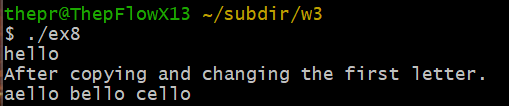 thepr@ThepFlowX13 ~/subdir/w3
$ ./ex8
hello
After copying and changing the first letter.
aello bello cello